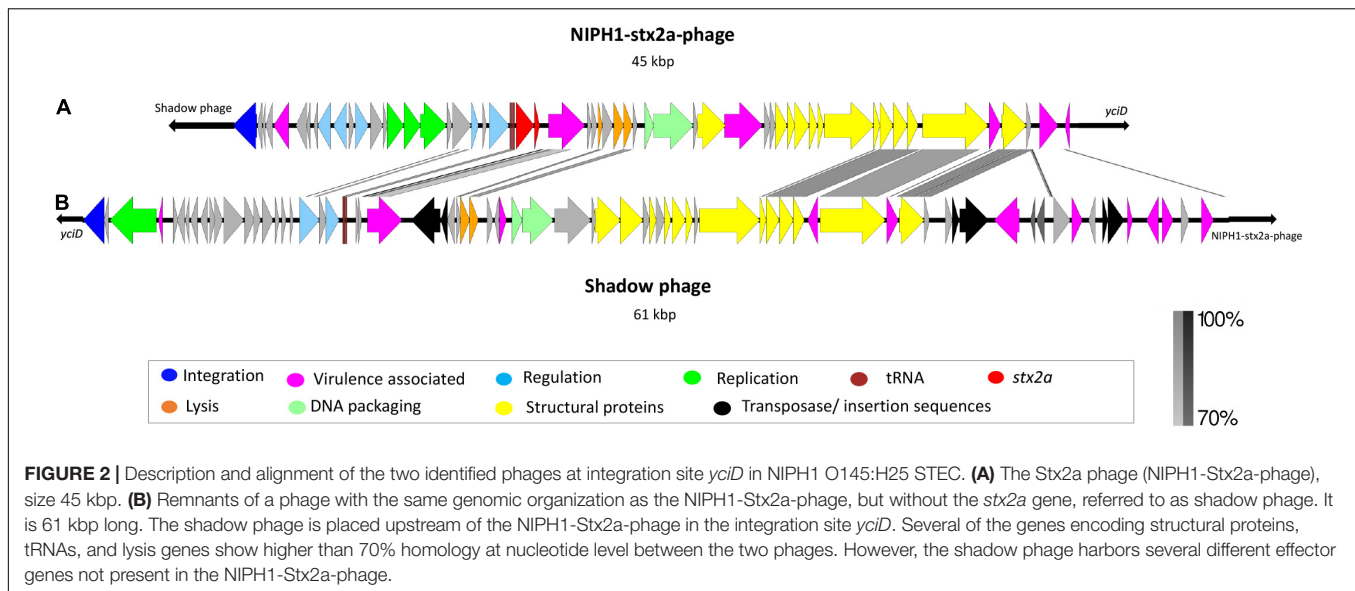 NIPH1-stx2a-phage
45 kbp
A
Shadow phage
yciD
B
yciD
NIPH1-stx2a-phage
Shadow phage
61 kbp
100%
70%
Integration
Virulence associated
Regulation
Replication
tRNA
stx2a
Lysis
DNA packaging
Structural proteins
Transposase/ insertion sequences
FIGURE 2 | Description and alignment of the two identified phages at integration site yciD in NIPH1 O145:H25 STEC. (A) The Stx2a phage (NIPH1-Stx2a-phage),
size 45 kbp. (B) Remnants of a phage with the same genomic organization as the NIPH1-Stx2a-phage, but without the stx2a gene, referred to as shadow phage. It
is 61 kbp long. The shadow phage is placed upstream of the NIPH1-Stx2a-phage in the integration site yciD. Several of the genes encoding structural proteins,
tRNAs, and lysis genes show higher than 70% homology at nucleotide level between the two phages. However, the shadow phage harbors several different effector
genes not present in the NIPH1-Stx2a-phage.